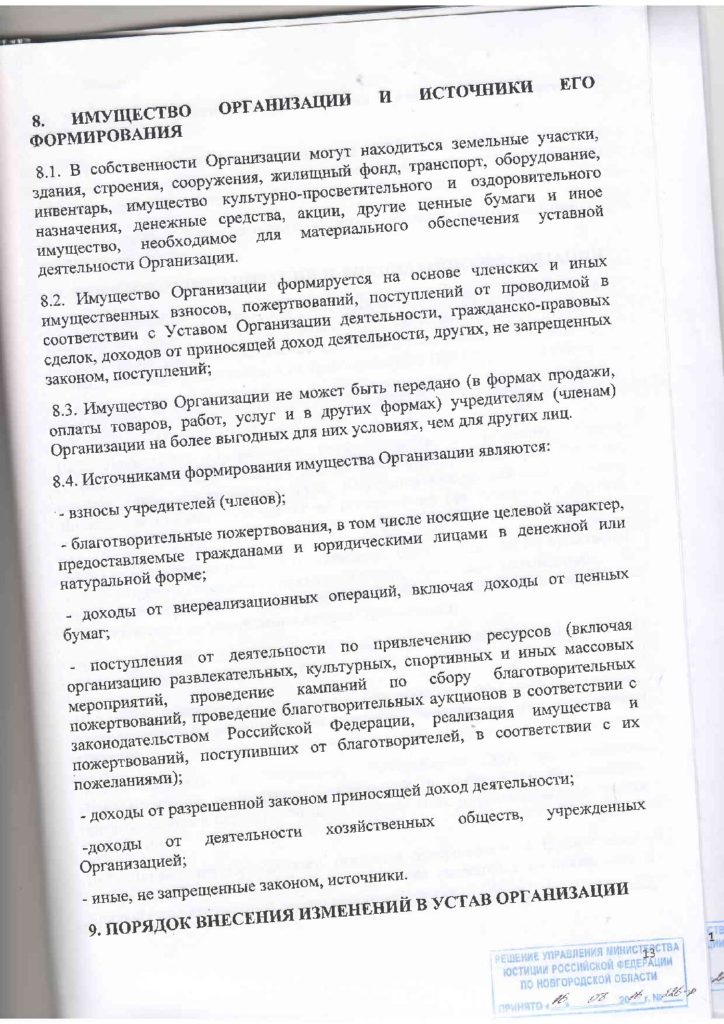 8. ИМУЩЕСТВО ОРГАНИЗАЦИИ И ИСТОЧНИКИ ЕГО
ФОРМИРОВАНИЯ
8.1. В собственности Организации могут находиться земельные участки,
здания, строения, сооружения, жилищный фонд, транспорт, оборудование,
инвентарь, имущество культурно-просветительного и оздоровительного
назначения, денежные средства, акции, другие ценные бумаги и иное
имущество, необходимое для материального обеспечения уставной
деятельности Организации.
8.2. Имущество Организации формируется на основе членских и иных
имущественных взносов, пожертвований, поступлений от проводимой в
соответствии с Уставом Организации деятельности, гражданско-правовых
сделок, доходов от приносящей доход деятельности, других, не запрещенных
законом, поступлений;
8.3. Имущество Организации не может быть передано (в формах продажи,
оплаты товаров, работ, услуг и в других формах) учредителям (членам)
Организации на более выгодных для них условиях, чем для других лиц.
8.4. Источниками формирования имущества Организации являются:
- взносы учредителей (членов);
- благотворительные пожертвования, в том числе носящие целевой характер,
предоставляемые гражданами и юридическими лицами в денежной или
натуральной форме;
- доходы от внереализационных операций, включая доходы от ценных
бумаг;
- поступления от деятельности по привлечению ресурсов (включая
организацию развлекательных, культурных, спортивных и иных массовых
мероприятий, проведение кампаний по сбору благотворительных
пожертвований, проведение благотворительных аукционов в соответствии с
законодательством Российской Федерации, реализация имущества и
пожертвований, поступивших от благотворителей, в соответствии с их
пожеланиями);
- доходы от разрешенной законом приносящей доход деятельности;
-доходы от деятельности хозяйственных обществ, учрежденных
Организацией;
- иные, не запрещенные законом, источники.
9. ПОРЯДОК ВНЕСЕНИЯ ИЗМЕНЕНИЙ В УСТАВ ОРГАНИЗАЦИИ
13
РЕШЕНИЕ УПРАВЛЕНИЯ МИНИСТЕРСТВА
ЮСТИЦИИ РОССИЙСКОЙ ФЕДЕРАЦИИ
ПО НОВГОРОДСКОЙ ОБЛАСТИ
ПРИНЯТО « 16 » 08 2016 г. №
1